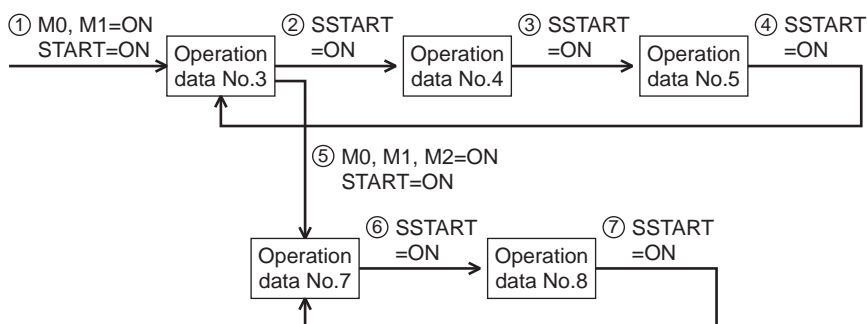 ① M0, M1=ON
START=ON
Operation
data No.3
② SSTART
=ON
Operation
data No.4
③ SSTART
=ON
Operation
data No.5
④ SSTART
=ON
⑤ M0, M1, M2=ON
START=ON
Operation
data No.7
⑥ SSTART
=ON
Operation
data No.8
⑦ SSTART
=ON